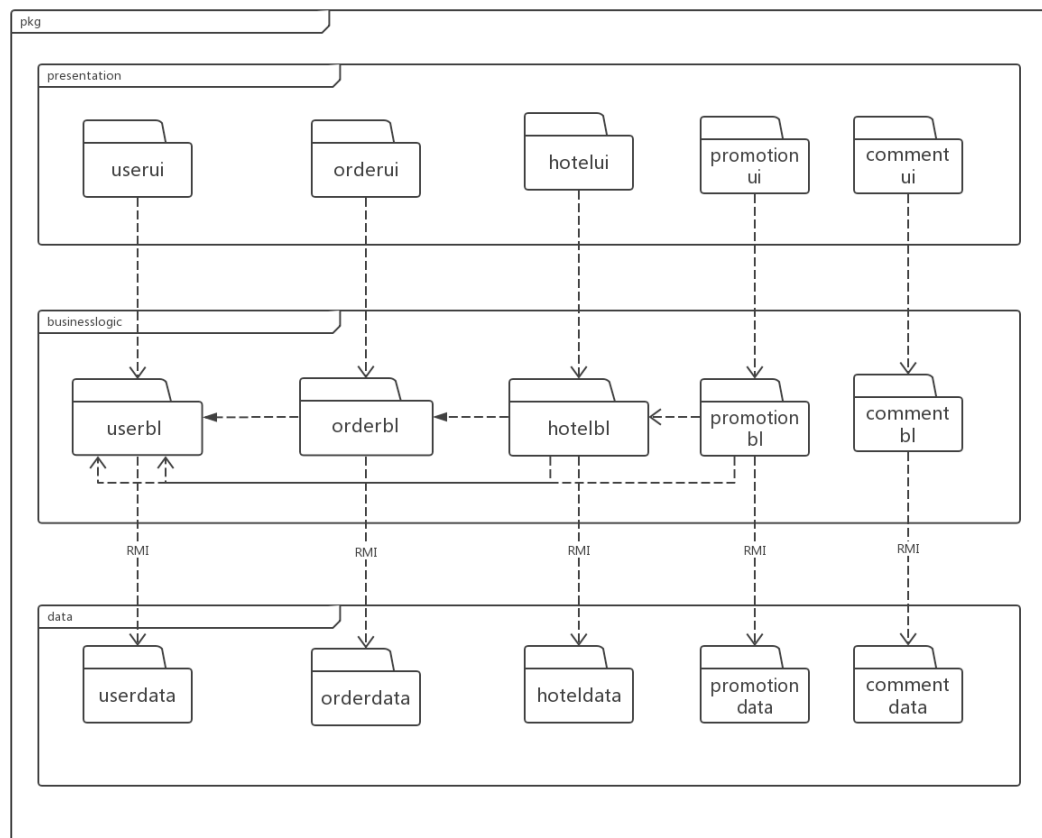 pkg
presentation
userui
orderui
hotelui
promotion
ui
comment
ui
businesslogic
userbl
orderbl
hotelbl
promotion
bl
comment
bl
RMI
RMI
RMI
RMI
RMI
data
userdata
orderdata
hoteldata
promotion
data
comment
data